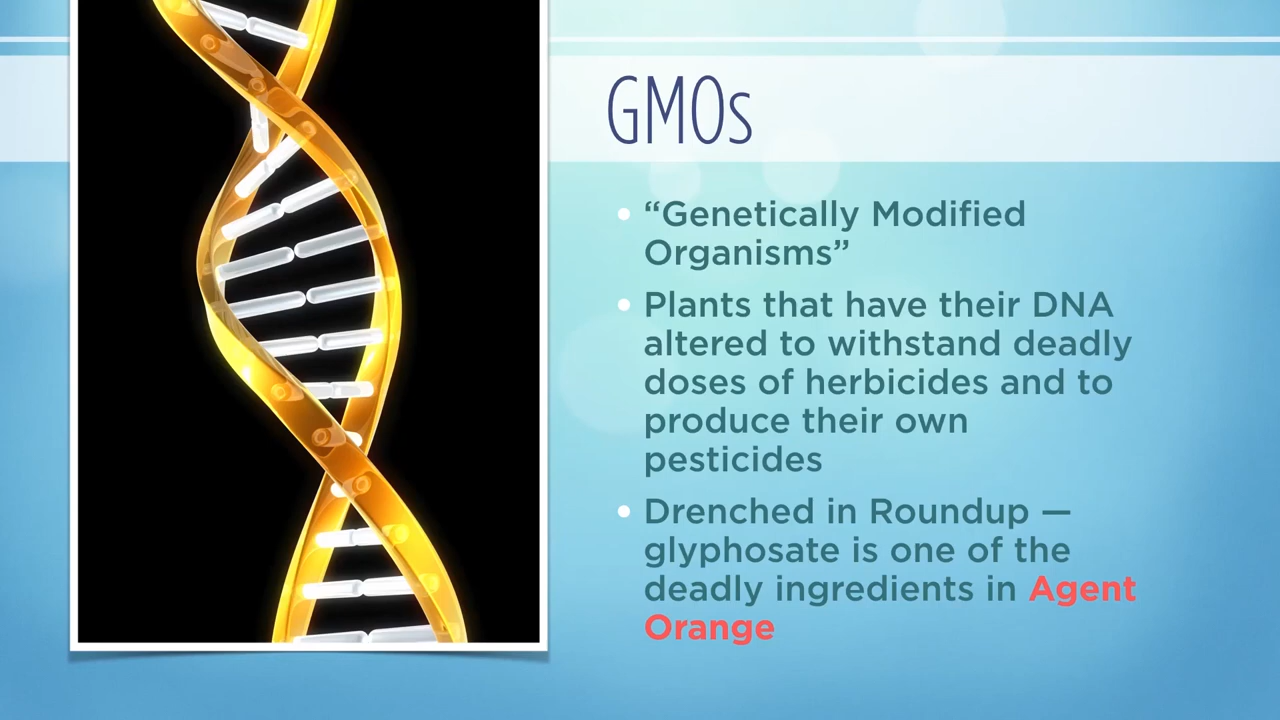 GMOs
• “Genetically Modified
Organisms”
• Plants that have their DNA
altered to withstand deadly
doses of herbicides and to
produce their own
pesticides
• Drenched in Roundup —
glyphosate is one of the
deadly ingredients in Agent
Orange